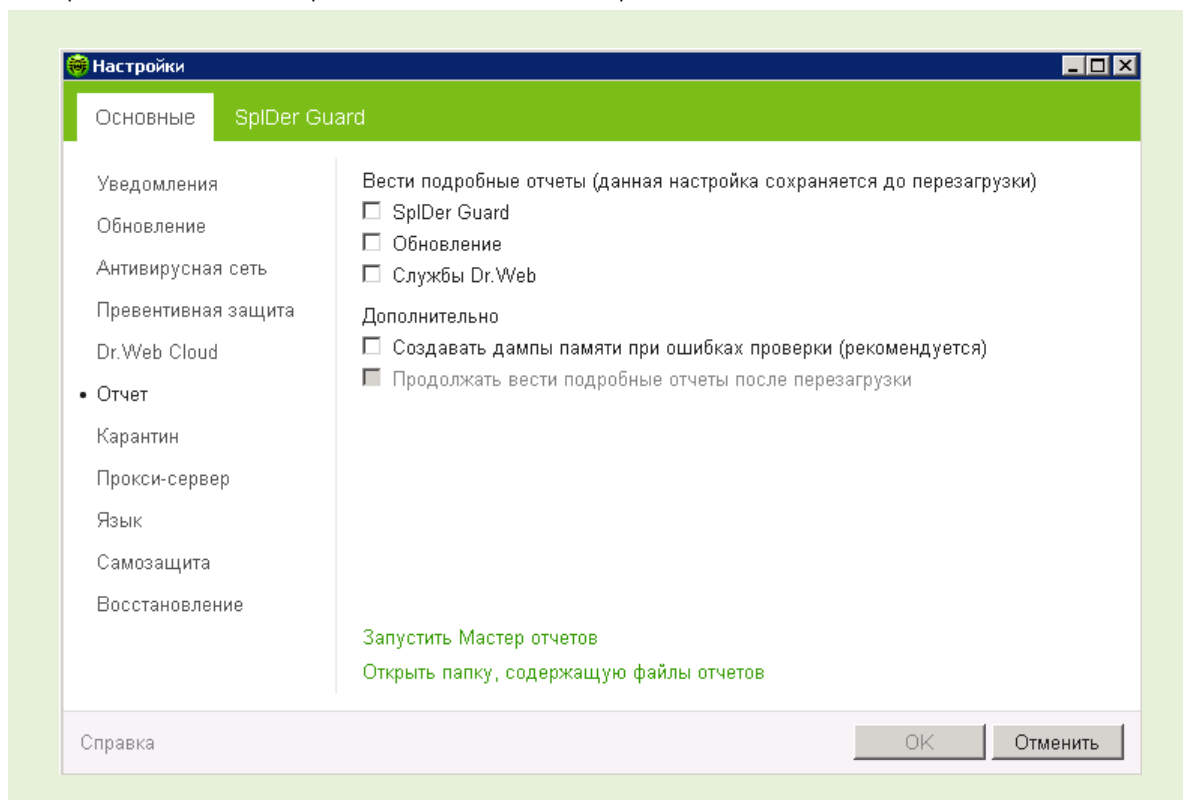 Настройки
Основные
SpIDer Guard
Уведомления
Обновление
Антивирусная сеть
Превентивная защита
Dr.Web Cloud
• Отчет
Карантин
Прокси-сервер
Язык
Самозащита
Восстановление
Вести подробные отчеты (данная настройка сохраняется до перезагрузки)
SpIDer Guard
Обновление
Службы Dr.Web
Дополнительно
Создавать дампы памяти при ошибках проверки (рекомендуется)
Продолжать вести подробные отчеты после перезагрузки
Запустить Мастер отчетов
Открыть папку, содержащую файлы отчетов
Справка
OK
Отменить